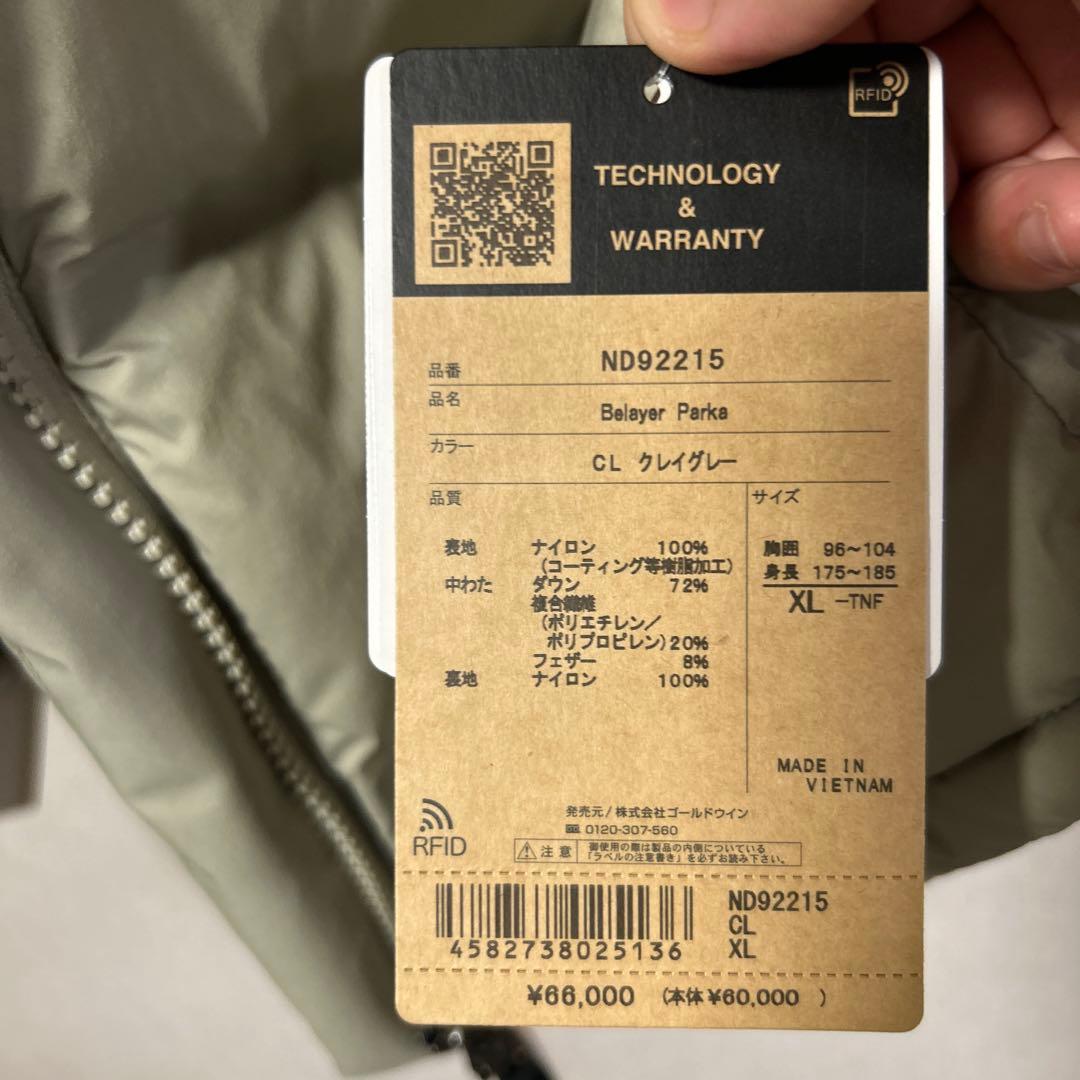 RFID
TECHNOLOGY
&
WARRANTY
品番 ND92215
品名 Belayer Parka
カラー CL クレイグレー
品質
表地 ナイロン 100%
(コーティング等樹脂加工)
中わた ダウン 72%
複合繊維
(ポリエチレン/
ポリプロピレン)20%
フェザー 8%
裏地 ナイロン 100%
サイズ
胸囲 96~104
身長 175~185
XL -TNF
MADE IN
VIETNAM
発売元/株式会社ゴールドウイン
0120-307-560
RFID
注意
御使用の際は製品の内側についている
「ラベルの注意書き」を必ずお読み下さい。
4582738025136
ND92215
CL
XL
¥66,000 (本体¥60,000 )